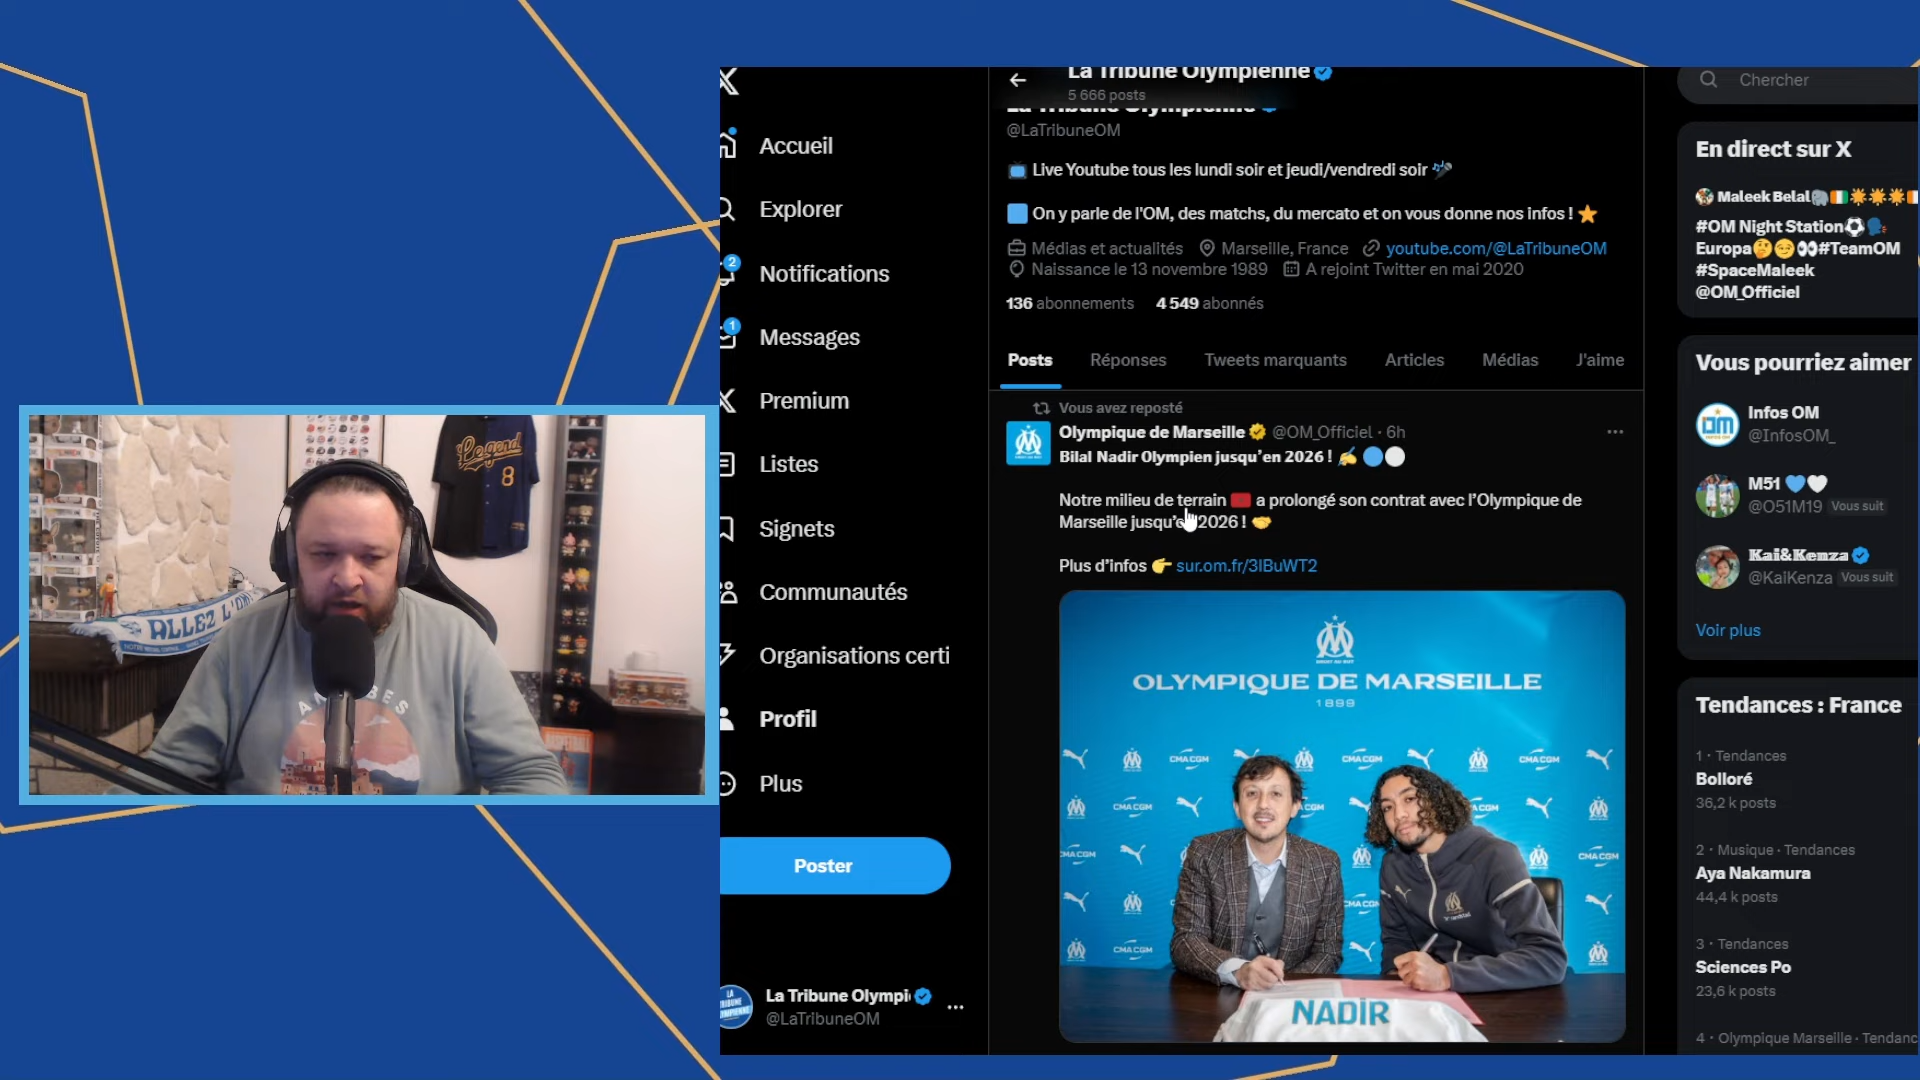 La Tribune Olympienne
5 666 posts
@LaTribuneOM
Live Youtube tous les lundi soir et jeudi/vendredi soir
On y parle de l'OM, des matchs, du mercato et on vous donne nos infos !
Médias et actualités Marseille, France youtube.com/@LaTribuneOM
Naissance le 13 novembre 1989 A rejoint Twitter en mai 2020
136 abonnements 4 549 abonnés
Posts Réponses Tweets marquants Articles Médias J'aime
Vous avez reposté
Olympique de Marseille @OM_Officiel · 6h
Bilal Nadir Olympien jusqu'en 2026 !
Notre milieu de terrain a prolongé son contrat avec l'Olympique de
Marseille jusqu'en 2026 !
Plus d'infos sur.om.fr/3IBuWT2
OLYMPIQUE DE MARSEILLE
1899
CMA CGM
NADIR
Accueil
Explorer
2
Notifications
1
Messages
Premium
Listes
Signets
Communautés
Organisations certi
Profil
Plus
Poster
La Tribune Olympi
@LaTribuneOM
Chercher
En direct sur X
Maleek Belal
#OM Night Station
Europa #TeamOM
#SpaceMaleek
@OM_Officiel
Vous pourriez aimer
Infos OM
@InfosOM_
M51
@O51M19 Vous suit
Kai&Kenza
@KaiKenza Vous suit
Voir plus
Tendances : France
1 · Tendances
Bolloré
36,2 k posts
2 · Musique · Tendances
Aya Nakamura
44,4 k posts
3 · Tendances
Sciences Po
23,6 k posts
4 · Olympique Marseille · Tendanc
Legend
8
ALLEZ L'OM